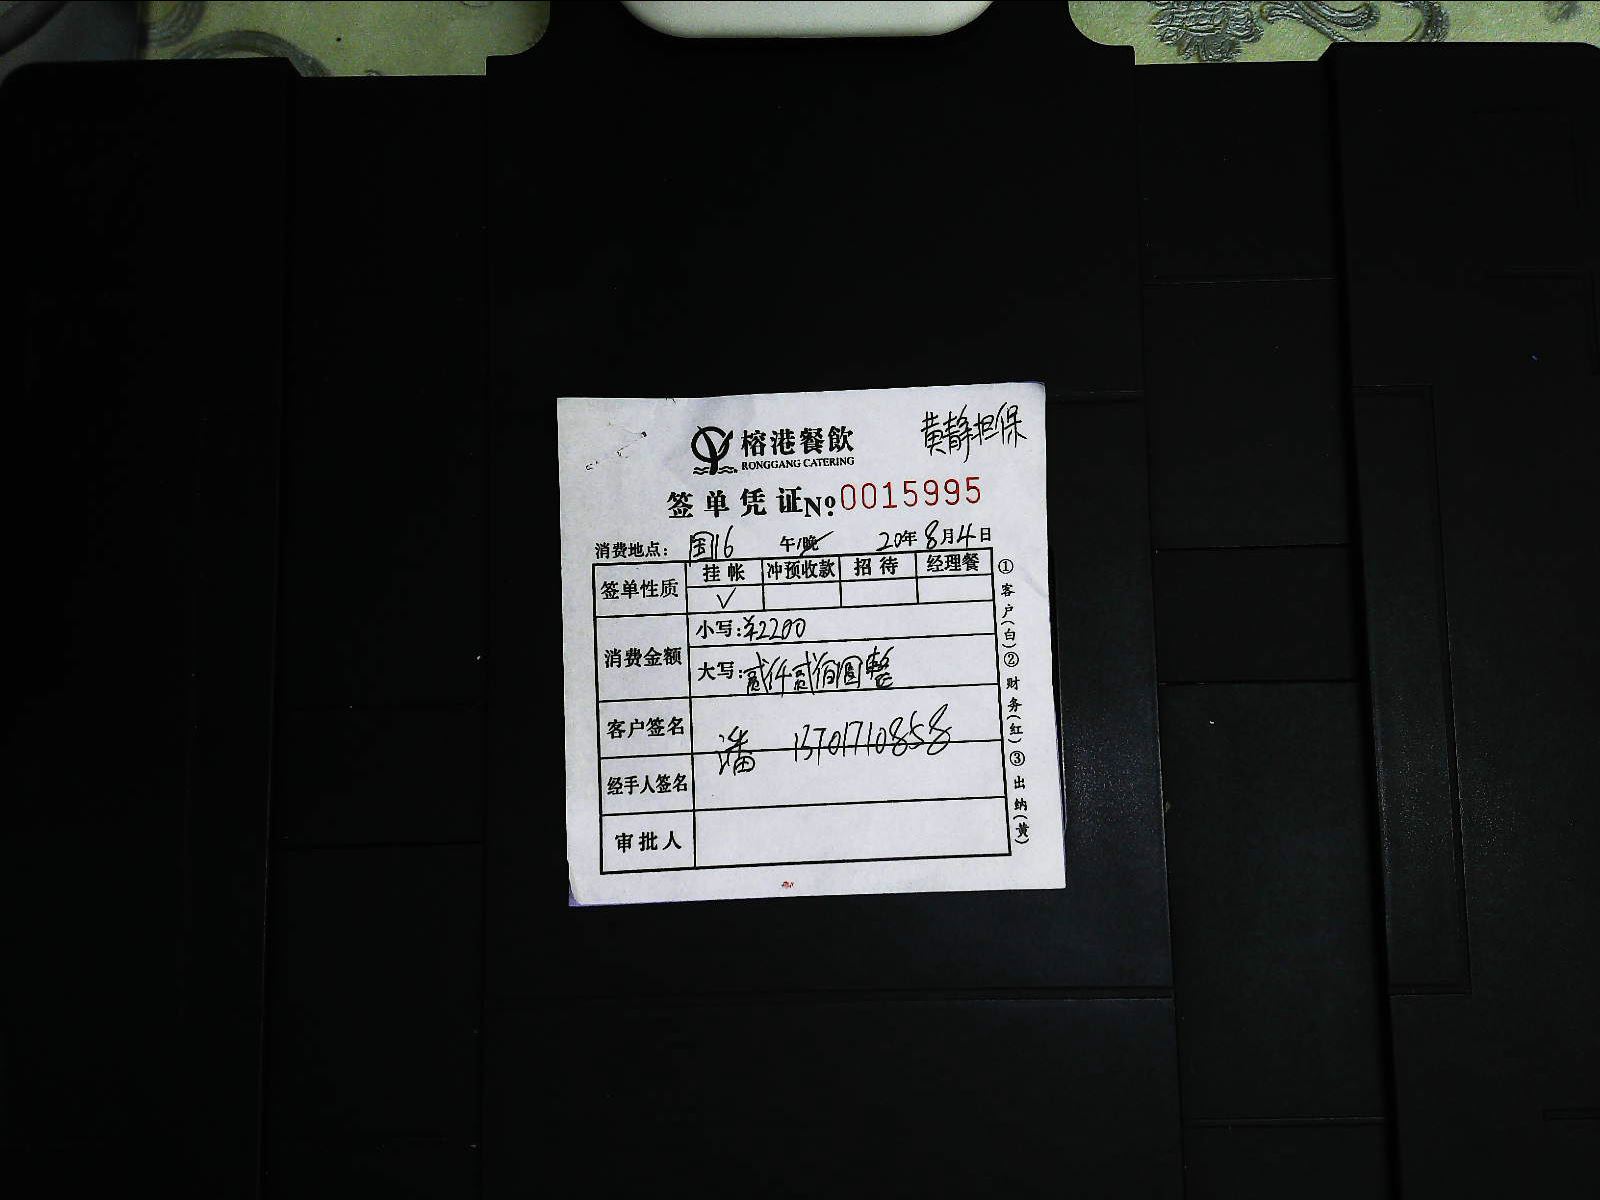 黄静担保
榕港餐飲
RONGGANG CATERING
签单凭证 №0015995
消费地点: 国16 午/晚 20年8月4日
签单性质 挂帐 冲预收款 招待 经理餐
√
消费金额 小写:¥2200
大写:贰仟贰佰圆整
客户签名 潘 13701710858
经手人签名
审批人
①客户(白)②财务(红)③出纳(黄)